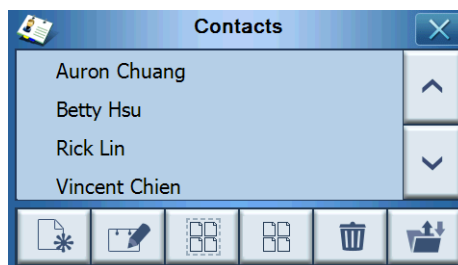 Contacts
Auron Chuang
Betty Hsu
Rick Lin
Vincent Chien